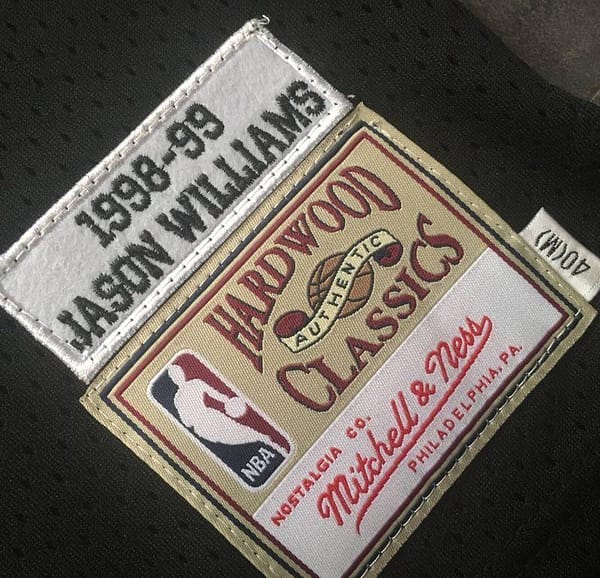 1998-99
JASON WILLIAMS
HARDWOOD
AUTHENTIC
CLASSICS
NBA
NOSTALGIA CO.
Mitchell & Ness
PHILADELPHIA, PA.
40(M)